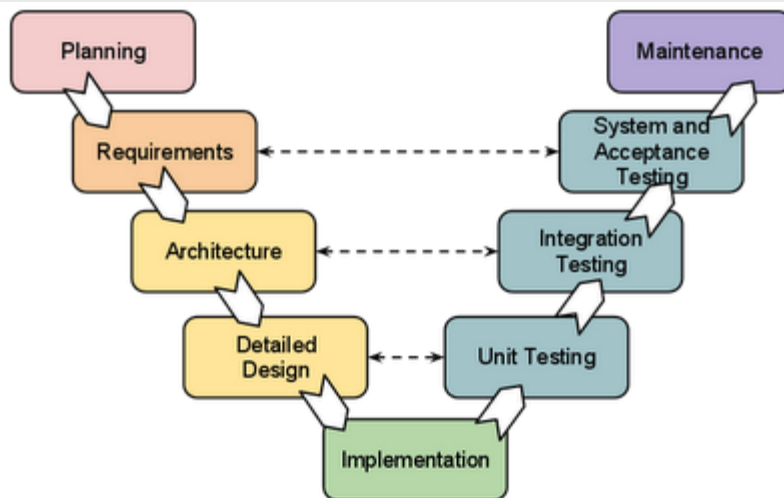 Planning
Maintenance
Requirements
System and
Acceptance
Testing
Architecture
Integration
Testing
Detailed
Design
Unit Testing
Implementation